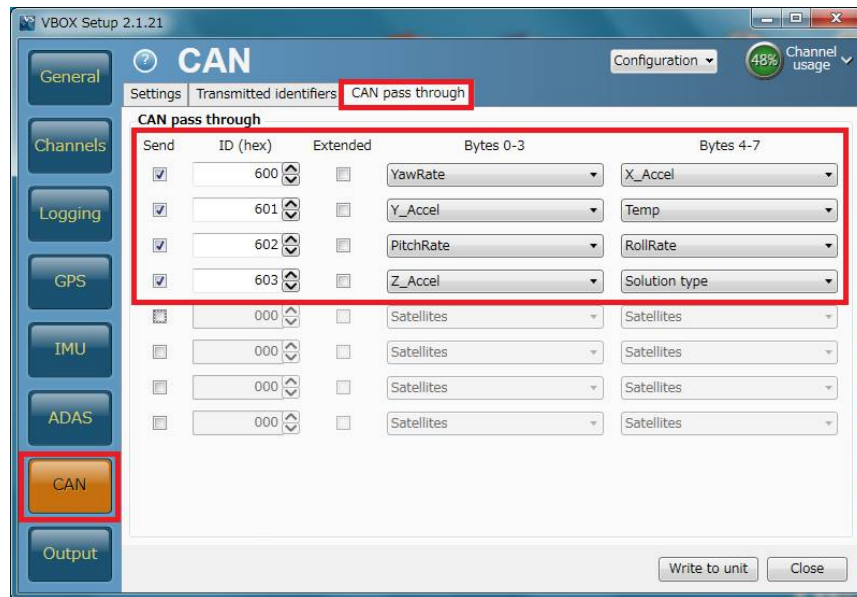 VBOX Setup 2.1.21
General
Channels
Logging
GPS
IMU
ADAS
CAN
Output
? CAN
Configuration
48% Channel usage
Settings Transmitted identifiers CAN pass through
CAN pass through
Send ID (hex) Extended Bytes 0-3 Bytes 4-7
600 YawRate X_Accel
601 Y_Accel Temp
602 PitchRate RollRate
603 Z_Accel Solution type
000 Satellites Satellites
000 Satellites Satellites
000 Satellites Satellites
000 Satellites Satellites
Write to unit Close